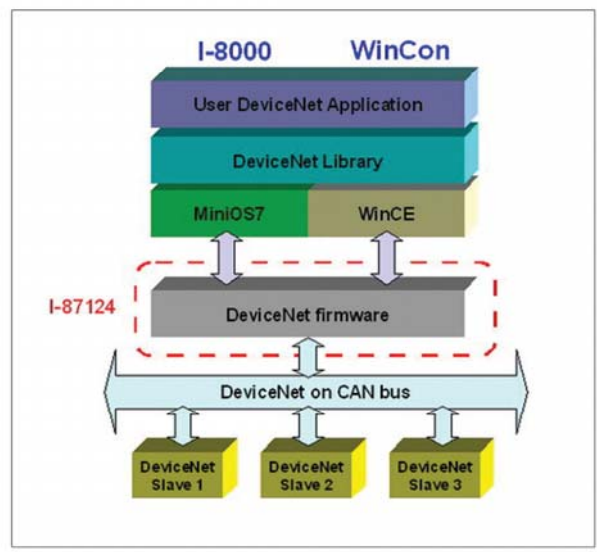 I-8000 WinCon
User DeviceNet Application
DeviceNet Library
MiniOS7 WinCE
I-87124
DeviceNet firmware
DeviceNet on CAN bus
DeviceNet DeviceNet DeviceNet
Slave 1 Slave 2 Slave 3